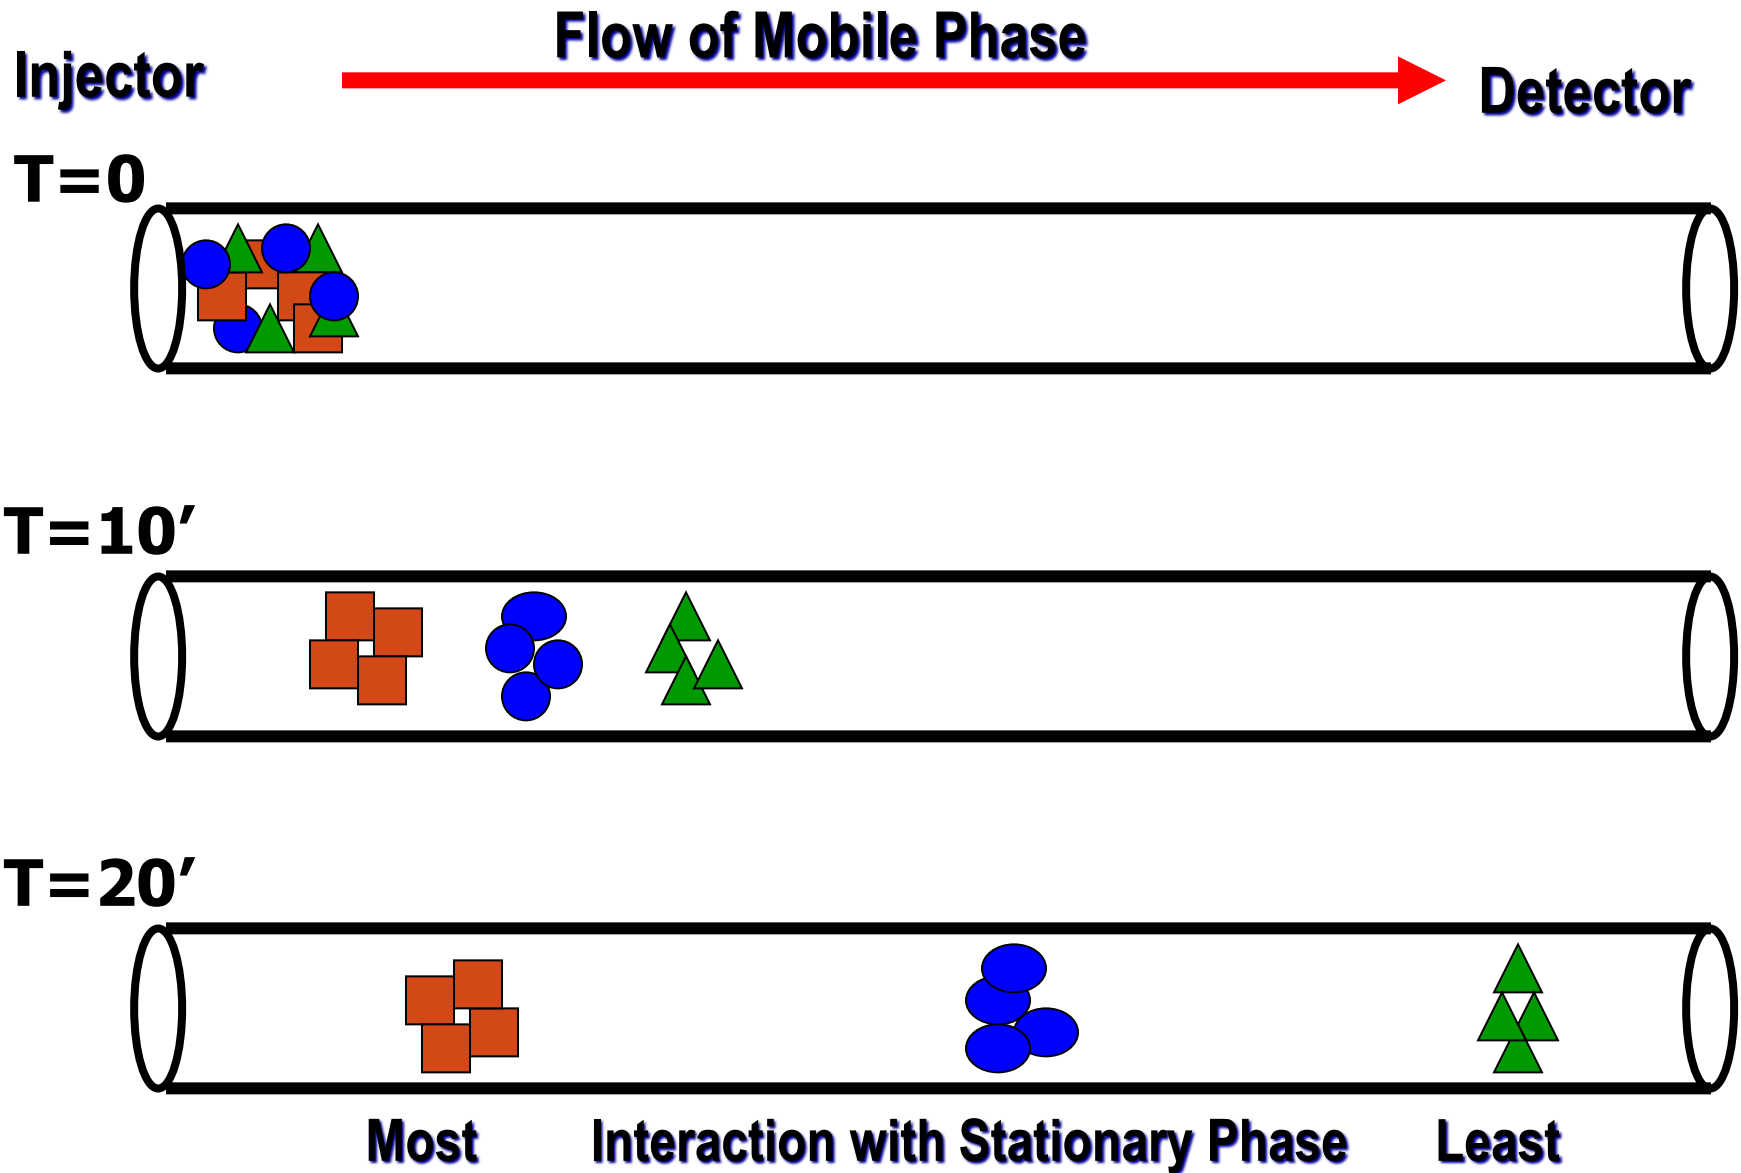 Flow of Mobile Phase
Injector
Detector
T=0
T=10’
T=20’
Most Interaction with Stationary Phase Least